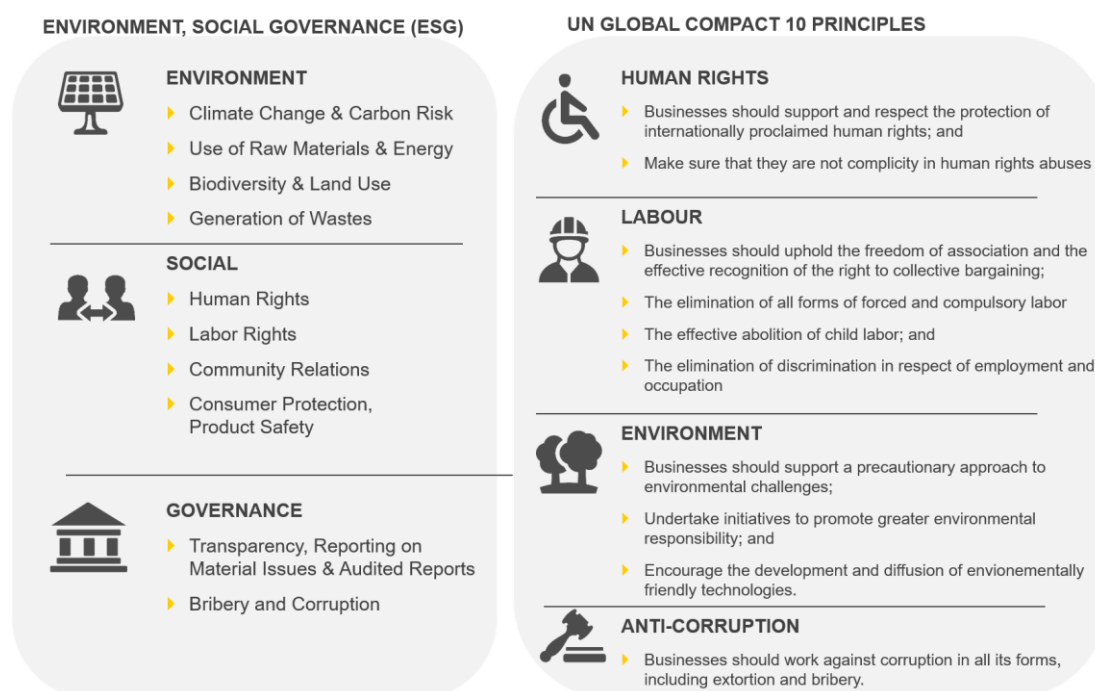 ENVIRONMENT, SOCIAL GOVERNANCE (ESG)
ENVIRONMENT
Climate Change & Carbon Risk
Use of Raw Materials & Energy
Biodiversity & Land Use
Generation of Wastes
SOCIAL
Human Rights
Labor Rights
Community Relations
Consumer Protection,
Product Safety
GOVERNANCE
Transparency, Reporting on
Material Issues & Audited Reports
Bribery and Corruption
UN GLOBAL COMPACT 10 PRINCIPLES
HUMAN RIGHTS
Businesses should support and respect the protection of
internationally proclaimed human rights; and
Make sure that they are not complicity in human rights abuses
LABOUR
Businesses should uphold the freedom of association and the
effective recognition of the right to collective bargaining;
The elimination of all forms of forced and compulsory labor
The effective abolition of child labor; and
The elimination of discrimination in respect of employment and
occupation
ENVIRONMENT
Businesses should support a precautionary approach to
environmental challenges;
Undertake initiatives to promote greater environmental
responsibility; and
Encourage the development and diffusion of envionementally
friendly technologies.
ANTI-CORRUPTION
Businesses should work against corruption in all its forms,
including extortion and bribery.